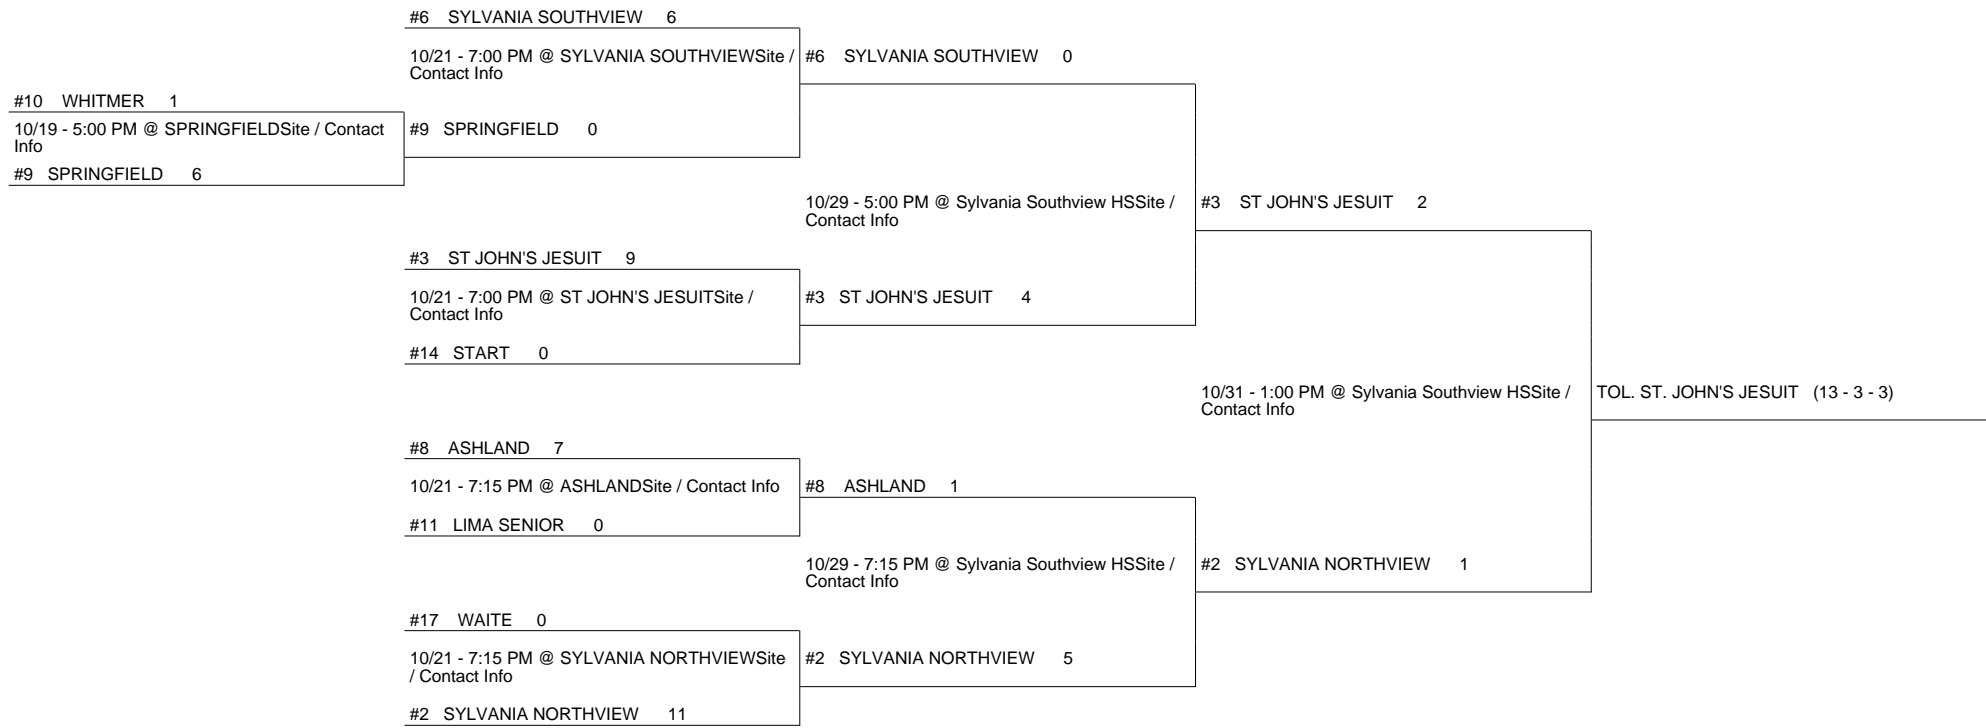 #6 SYLVANIA SOUTHVIEW 6
10/21 - 7:00 PM @ SYLVANIA SOUTHVIEWSite /
Contact Info
#6 SYLVANIA SOUTHVIEW 0
#10 WHITMER 1
10/19 - 5:00 PM @ SPRINGFIELDSite / Contact
Info
#9 SPRINGFIELD 6
#9 SPRINGFIELD 0
10/29 - 5:00 PM @ Sylvania Southview HSSite /
Contact Info
#3 ST JOHN'S JESUIT 2
#3 ST JOHN'S JESUIT 9
10/21 - 7:00 PM @ ST JOHN'S JESUITSite /
Contact Info
#3 ST JOHN'S JESUIT 4
#14 START 0
10/31 - 1:00 PM @ Sylvania Southview HSSite /
Contact Info
TOL. ST. JOHN'S JESUIT (13 - 3 - 3)
#8 ASHLAND 7
10/21 - 7:15 PM @ ASHLANDSite / Contact Info
#8 ASHLAND 1
#11 LIMA SENIOR 0
10/29 - 7:15 PM @ Sylvania Southview HSSite /
Contact Info
#2 SYLVANIA NORTHVIEW 1
#17 WAITE 0
10/21 - 7:15 PM @ SYLVANIA NORTHVIEWSite
/ Contact Info
#2 SYLVANIA NORTHVIEW 5
#2 SYLVANIA NORTHVIEW 11